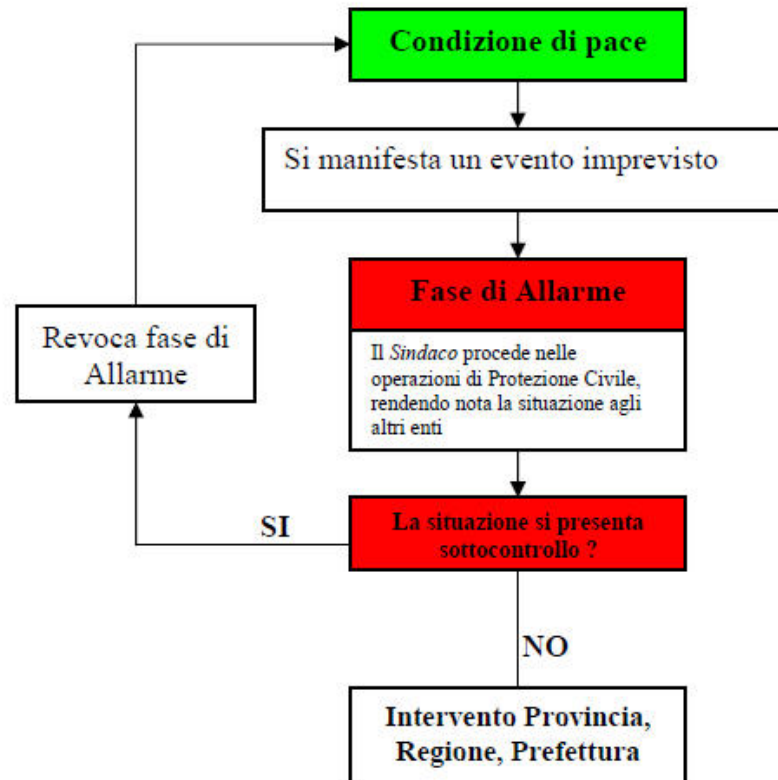 Condizione di pace
Si manifesta un evento imprevisto
Fase di Allarme
Il Sindaco procede nelle
operazioni di Protezione Civile,
rendendo nota la situazione agli
altri enti
Revoca fase di
Allarme
La situazione si presenta
sottocontrollo ?
SI
NO
Intervento Provincia,
Regione, Prefettura